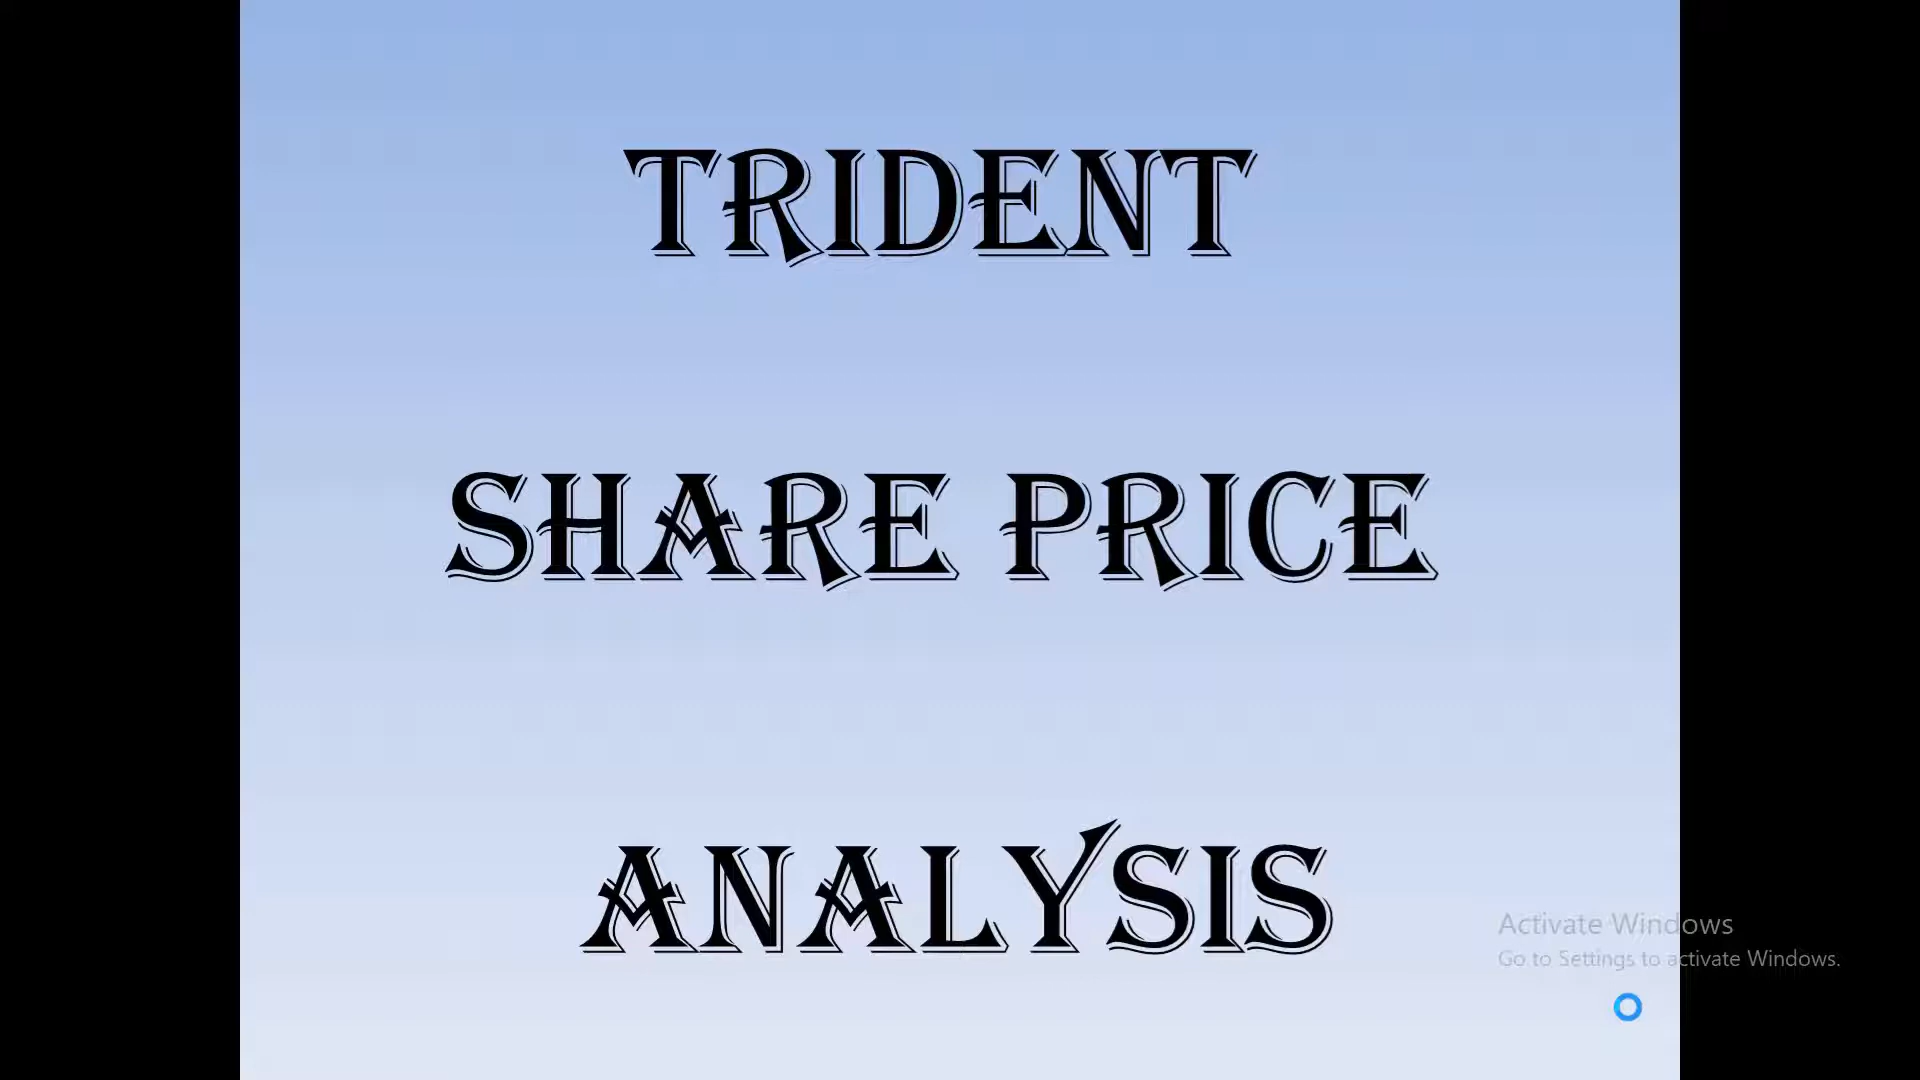 TRIDENT
SHARE PRICE
ANALYSIS
Activate Windows
Go to Settings to activate Windows.